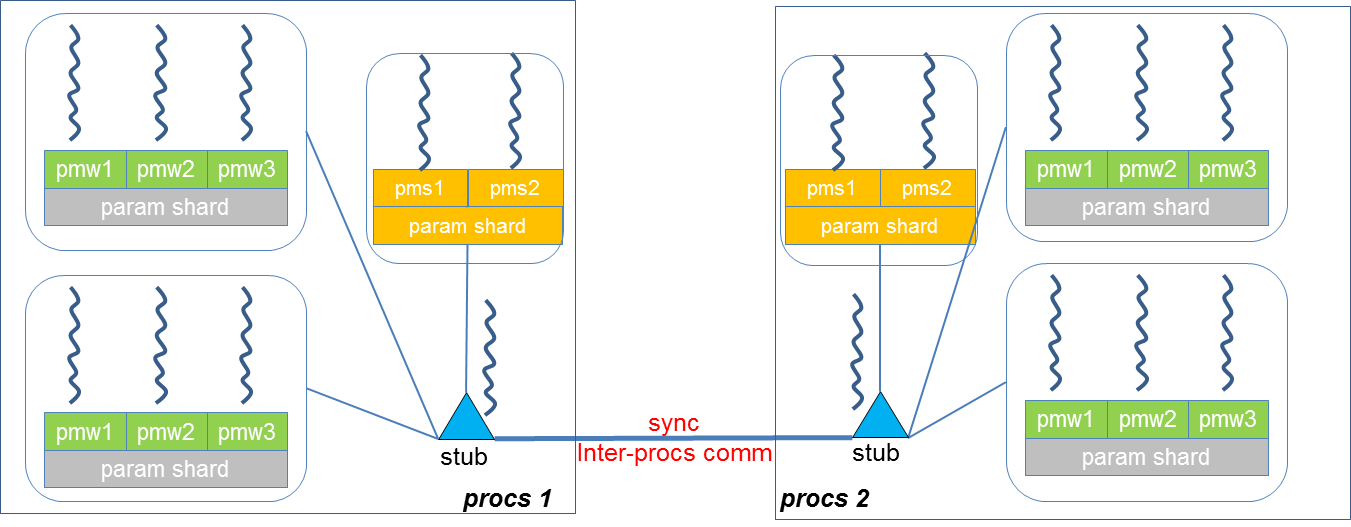 pmw1 pmw2 pmw3
param shard
pms1 pms2
param shard
pmw1 pmw2 pmw3
param shard
stub
procs 1
sync
Inter-procs comm
pms1 pms2
param shard
pmw1 pmw2 pmw3
param shard
pmw1 pmw2 pmw3
param shard
stub
procs 2